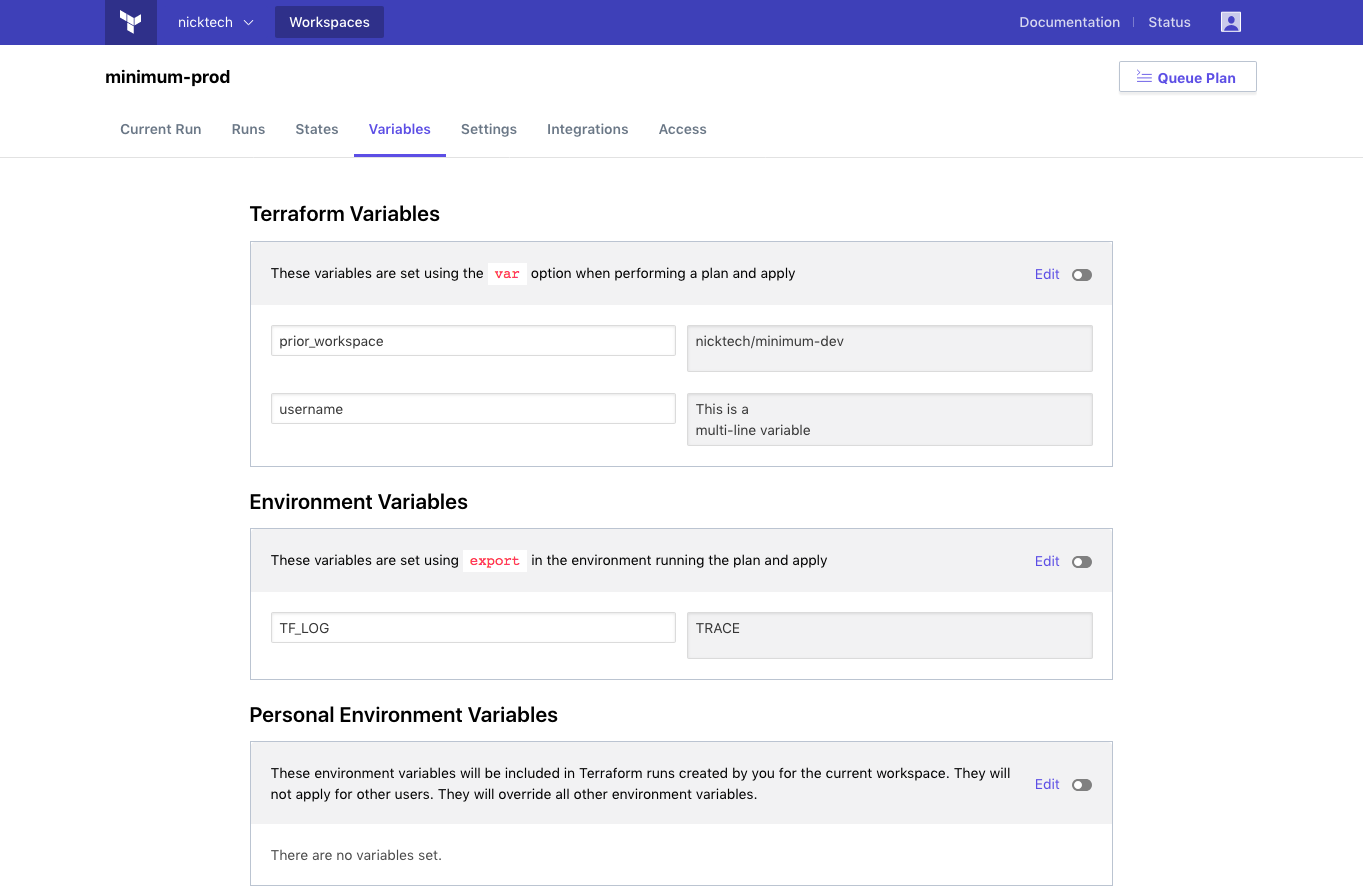 nicktech
Workspaces
Documentation
Status
minimum-prod
Queue Plan
Current Run
Runs
States
Variables
Settings
Integrations
Access
Terraform Variables
These variables are set using the var option when performing a plan and apply
Edit
prior_workspace
nicktech/minimum-dev
username
This is a
multi-line variable
Environment Variables
These variables are set using export in the environment running the plan and apply
Edit
TF_LOG
TRACE
Personal Environment Variables
These environment variables will be included in Terraform runs created by you for the current workspace. They will
not apply for other users. They will override all other environment variables.
Edit
There are no variables set.